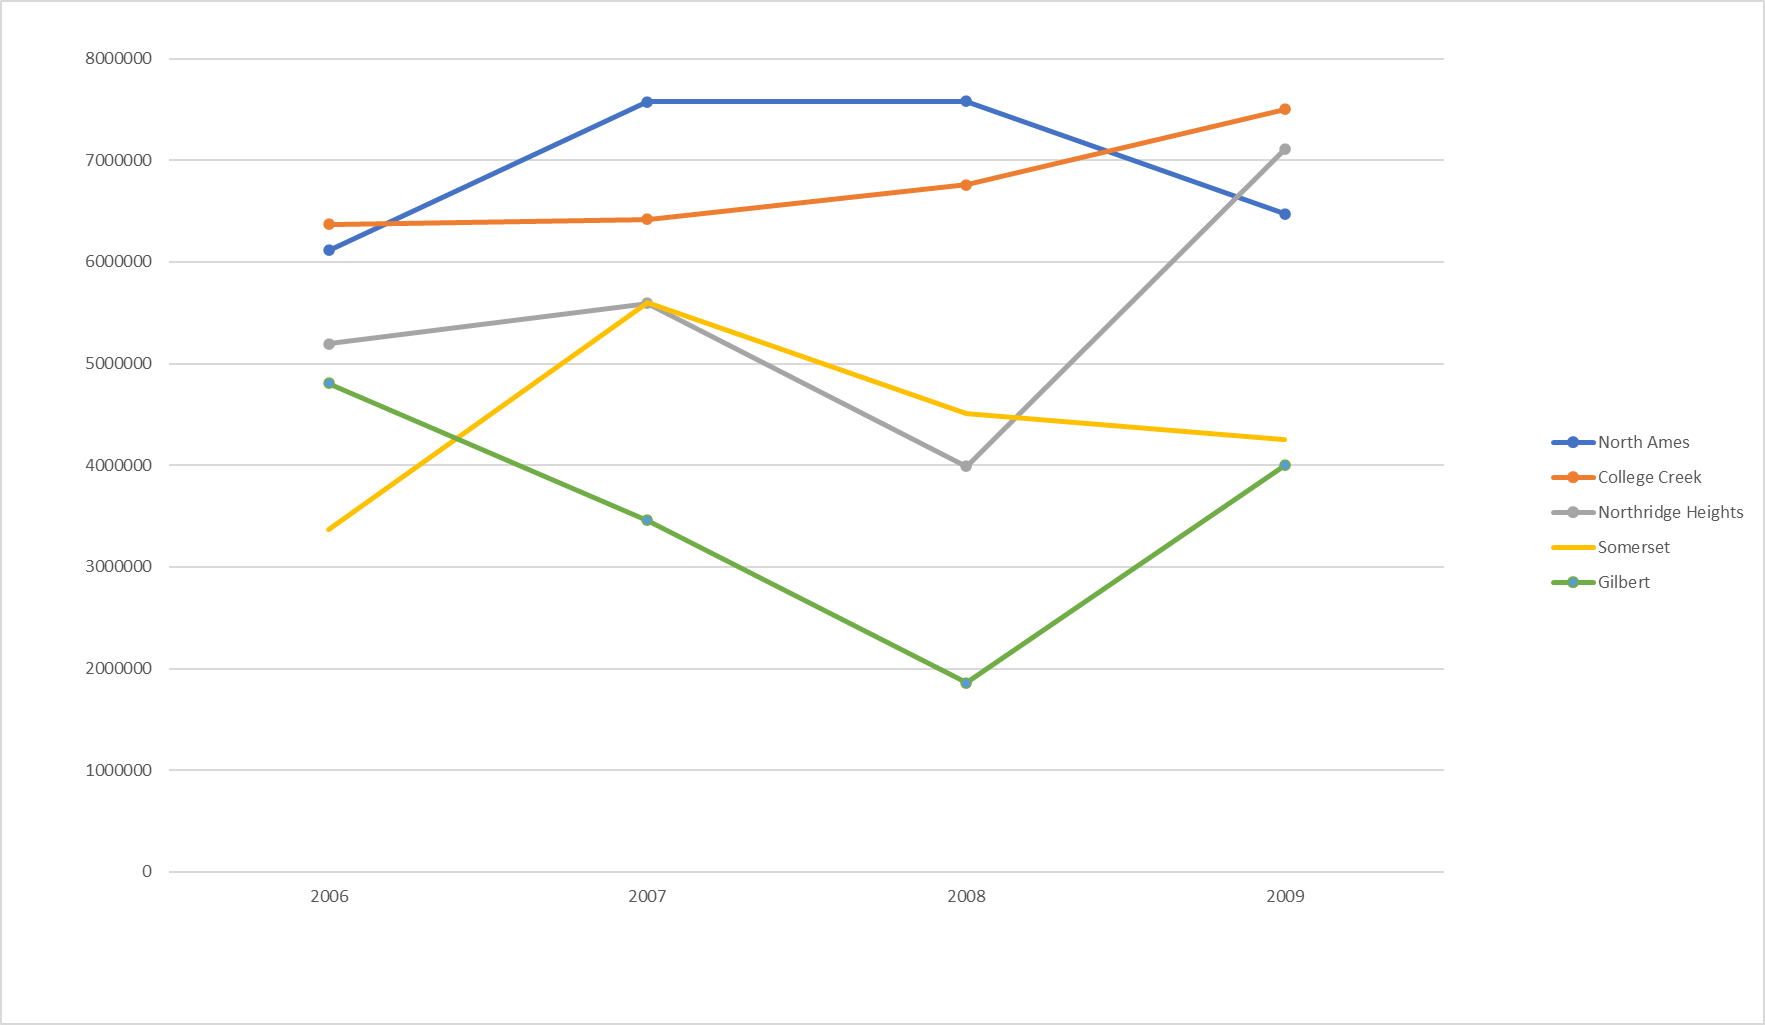 8000000
7000000
6000000
5000000
4000000
3000000
2000000
1000000
0
2006 2007 2008 2009
North Ames
College Creek
Northridge Heights
Somerset
Gilbert